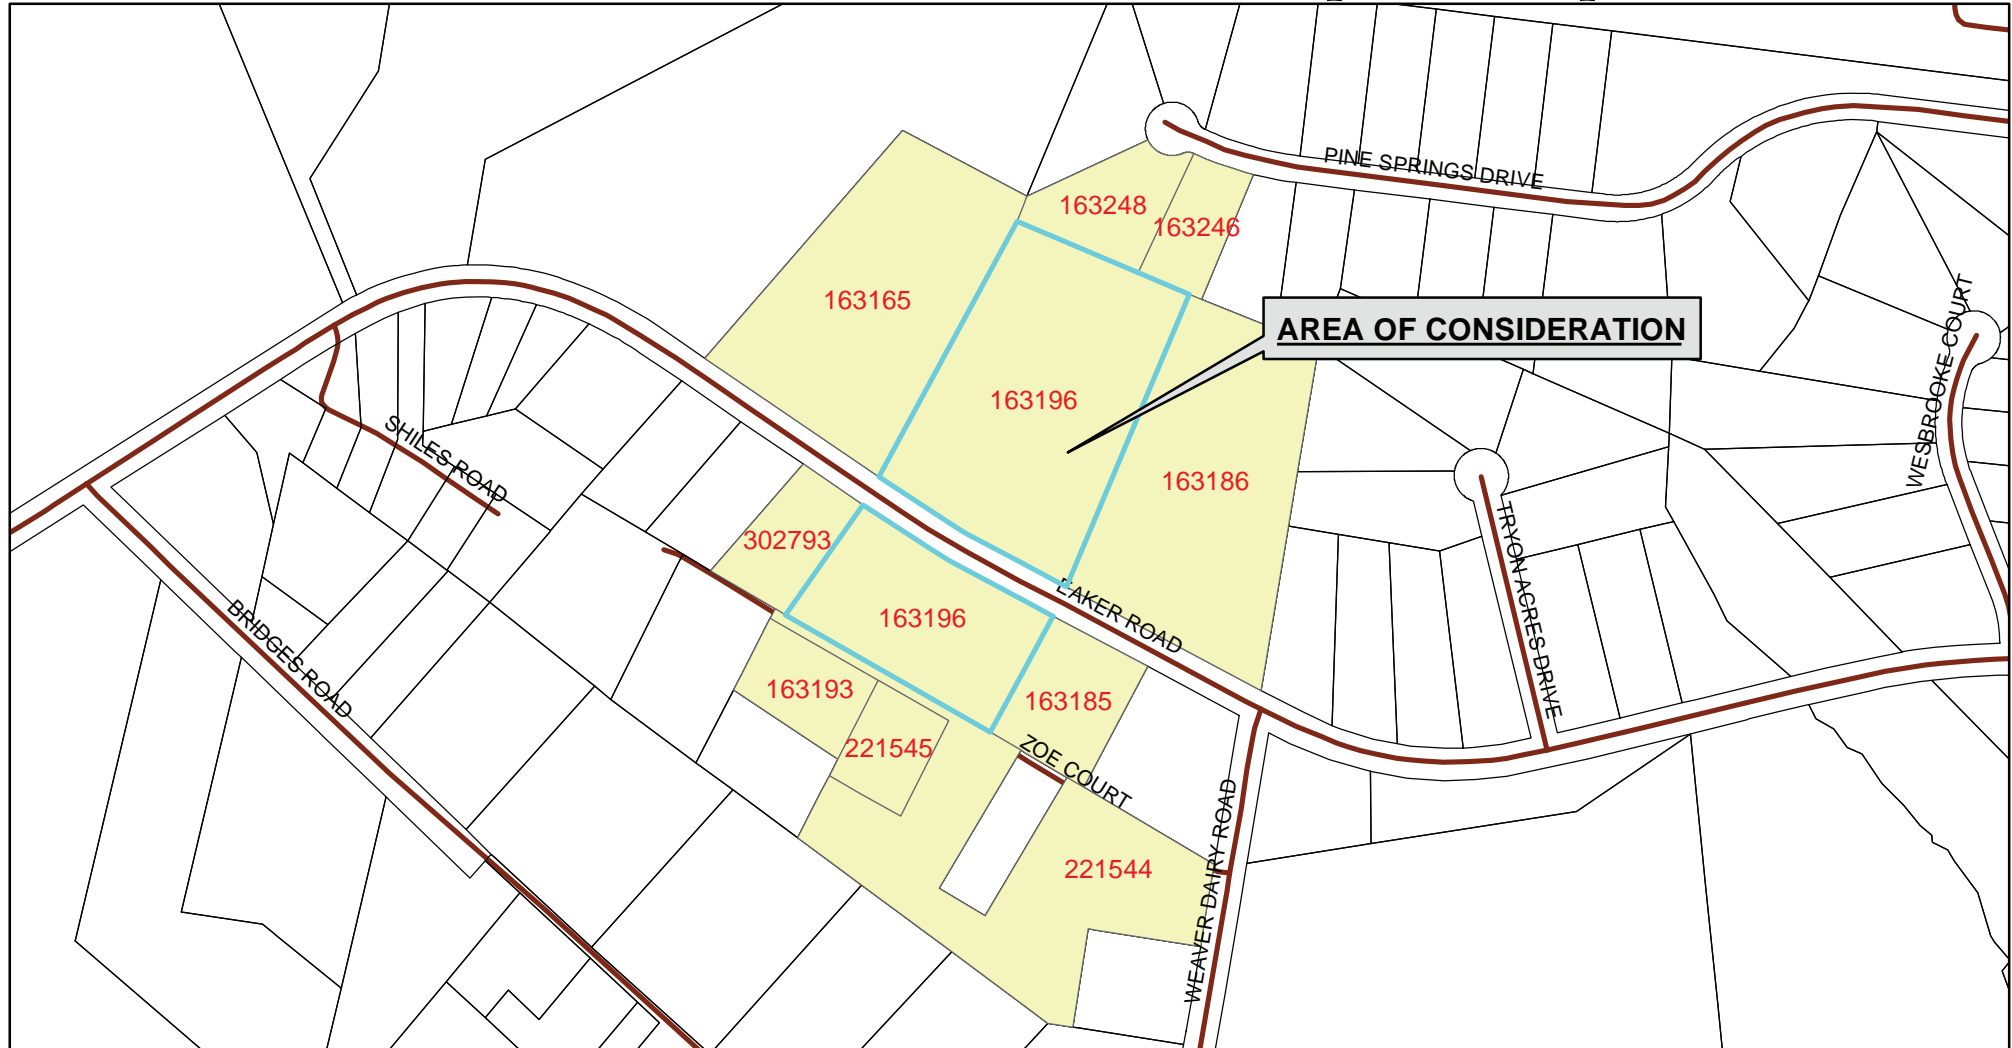 PINE SPRINGS DRIVE
163248
163246
163165
AREA OF CONSIDERATION
WESBROOKE COURT
163196
SHILES ROAD
163186
302793
TRYON ACRES DRIVE
EAKER ROAD
163196
BRIDGES ROAD
163193
163185
221545
ZOE COURT
221544
WEAVER DAIRY ROAD